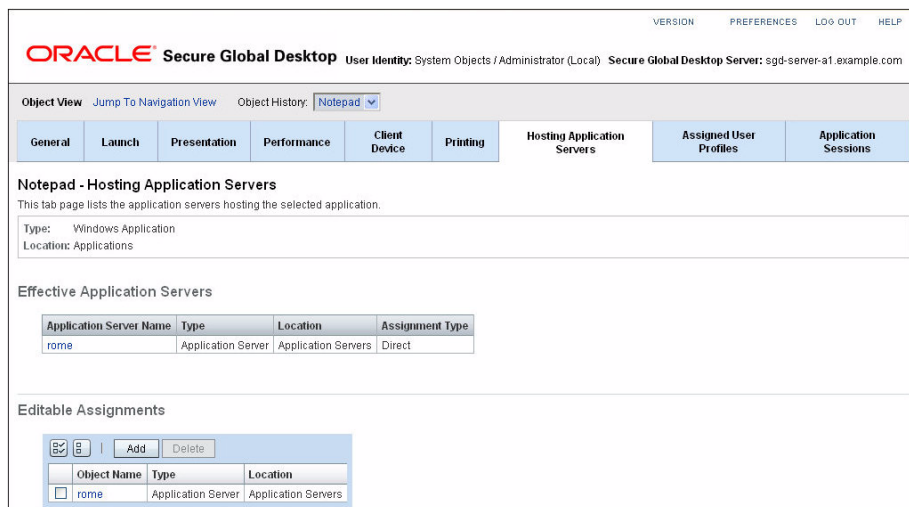 VERSION PREFERENCES LOG OUT HELP
ORACLE Secure Global Desktop User Identity: System Objects / Administrator (Local) Secure Global Desktop Server: sgd-server-a1.example.com
Object View Jump To Navigation View Object History: Notepad
General Launch Presentation Performance Client Device Printing Hosting Application Servers Assigned User Profiles Application Sessions
Notepad - Hosting Application Servers
This tab page lists the application servers hosting the selected application.
Type: Windows Application
Location: Applications
Effective Application Servers
Application Server Name Type Location Assignment Type
rome Application Server Application Servers Direct
Editable Assignments
Add Delete
Object Name Type Location
rome Application Server Application Servers